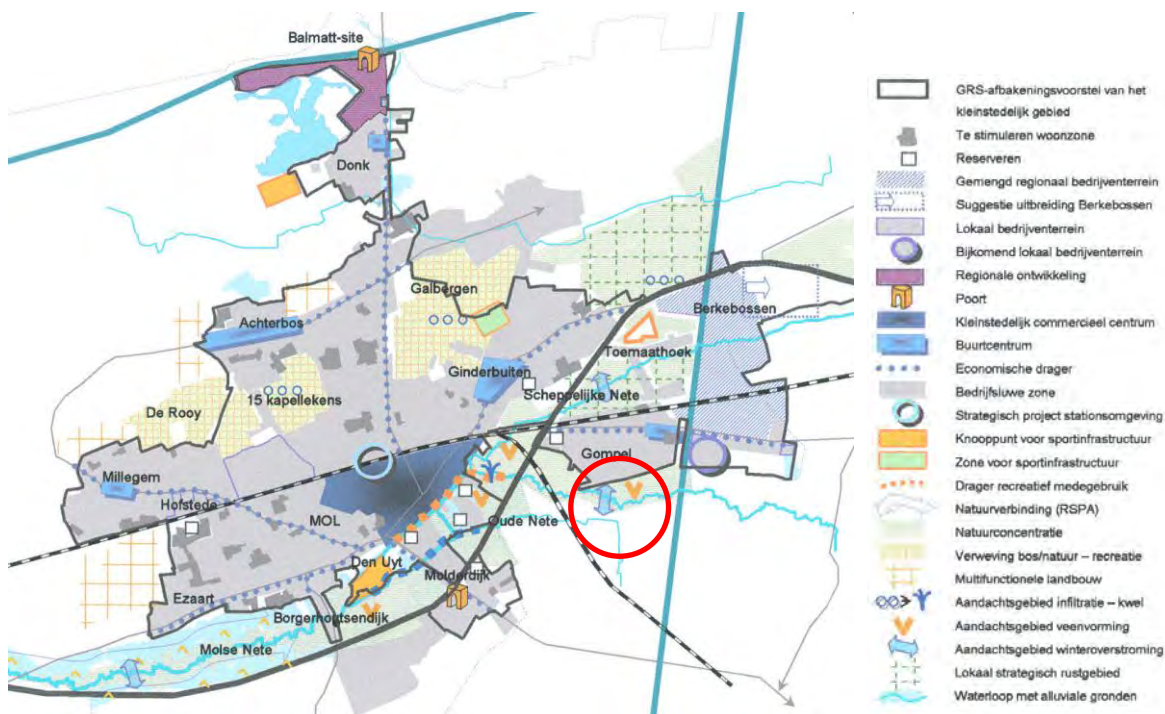 Balmatt-site
Donk
Galbergen
Achterbos
Berkebossen
Toemaathoek
Ginderbuiten
Scheppelijke Nete
De Rooy
15 kapellekens
Gompel
Millegem
Hofstede
MOL
Oude Nete
Den Uyt
Molderdijk
Ezaart
Borgerhoutsendijk
Molse Nete
GRS-afbakeningsvoorstel van het
kleinstedelijk gebied
Te stimuleren woonzone
Reserveren
Gemengd regionaal bedrijventerrein
Suggestie uitbreiding Berkebossen
Lokaal bedrijventerrein
Bijkomend lokaal bedrijventerrein
Regionale ontwikkeling
Poort
Kleinstedelijk commercieel centrum
Buurtcentrum
Economische drager
Bedrijfsluwe zone
Strategisch project stationsomgeving
Knooppunt voor sportinfrastructuur
Zone voor sportinfrastructuur
Drager recreatief medegebruik
Natuurverbinding (RSPA)
Natuurconcentratie
Verweving bos/natuur – recreatie
Multifunctionele landbouw
Aandachtsgebied infiltratie – kwel
Aandachtsgebied veenvorming
Aandachtsgebied winteroverstroming
Lokaal strategisch rustgebied
Waterloop met alluviale gronden